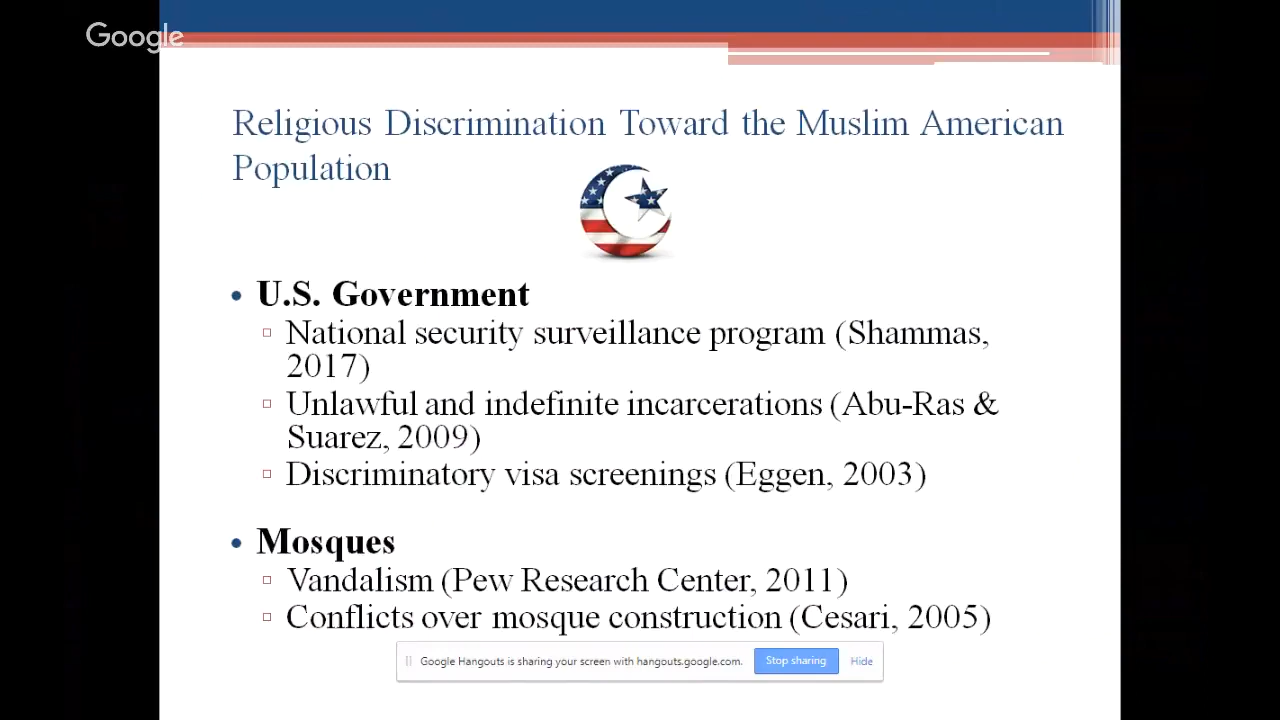 Google
Religious Discrimination Toward the Muslim American
Population
• U.S. Government
▫ National security surveillance program (Shammas,
2017)
▫ Unlawful and indefinite incarcerations (Abu-Ras &
Suarez, 2009)
▫ Discriminatory visa screenings (Eggen, 2003)
• Mosques
▫ Vandalism (Pew Research Center, 2011)
▫ Conflicts over mosque construction (Cesari, 2005)
Google Hangouts is sharing your screen with hangouts.google.com. Stop sharing Hide